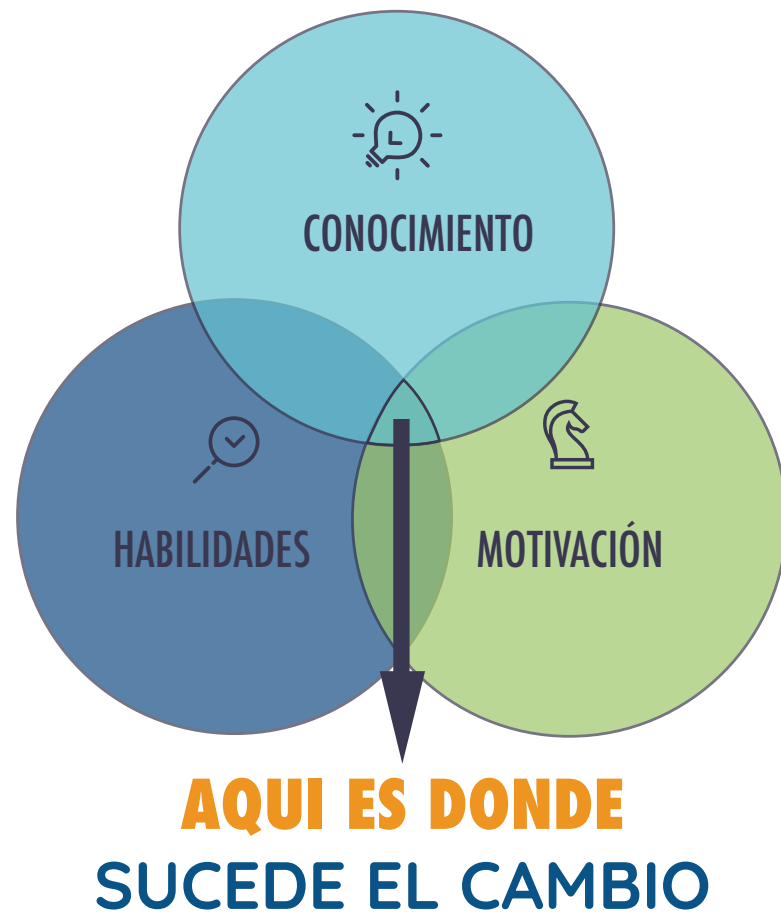 CONOCIMIENTO
HABILIDADES
MOTIVACIÓN
AQUI ES DONDE
SUCEDE EL CAMBIO